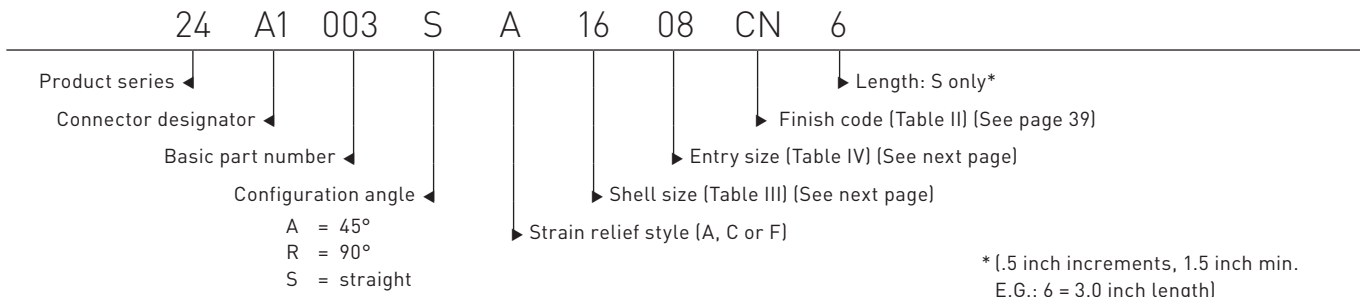 24 A1 003 S A 16 08 CN 6
Product series
Length: S only*
Connector designator
Finish code (Table II) (See page 39)
Basic part number
Entry size (Table IV) (See next page)
Configuration angle
Shell size (Table III) (See next page)
A = 45°
Strain relief style (A, C or F)
R = 90°
S = straight
* (.5 inch increments, 1.5 inch min.
E.G.: 6 = 3.0 inch length)